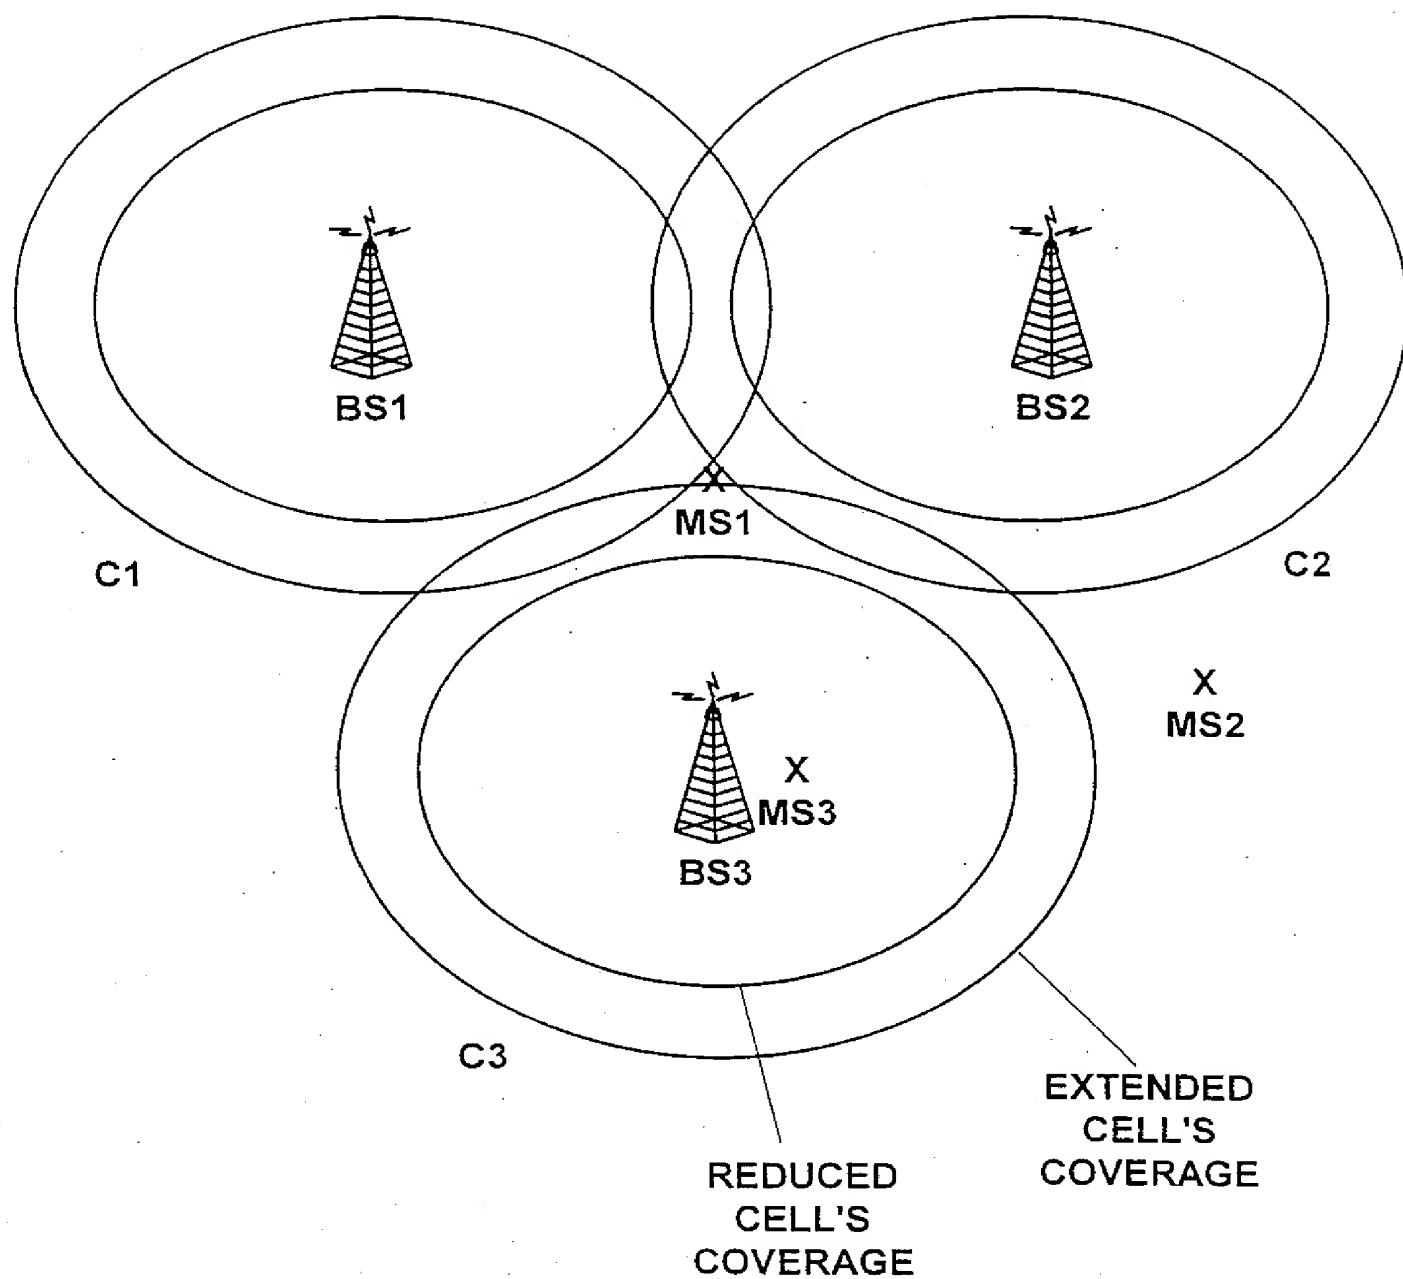 BS1
BS2
X
MS1
C1
C2
X
MS2
X
MS3
BS3
C3
EXTENDED
CELL'S
COVERAGE
REDUCED
CELL'S
COVERAGE